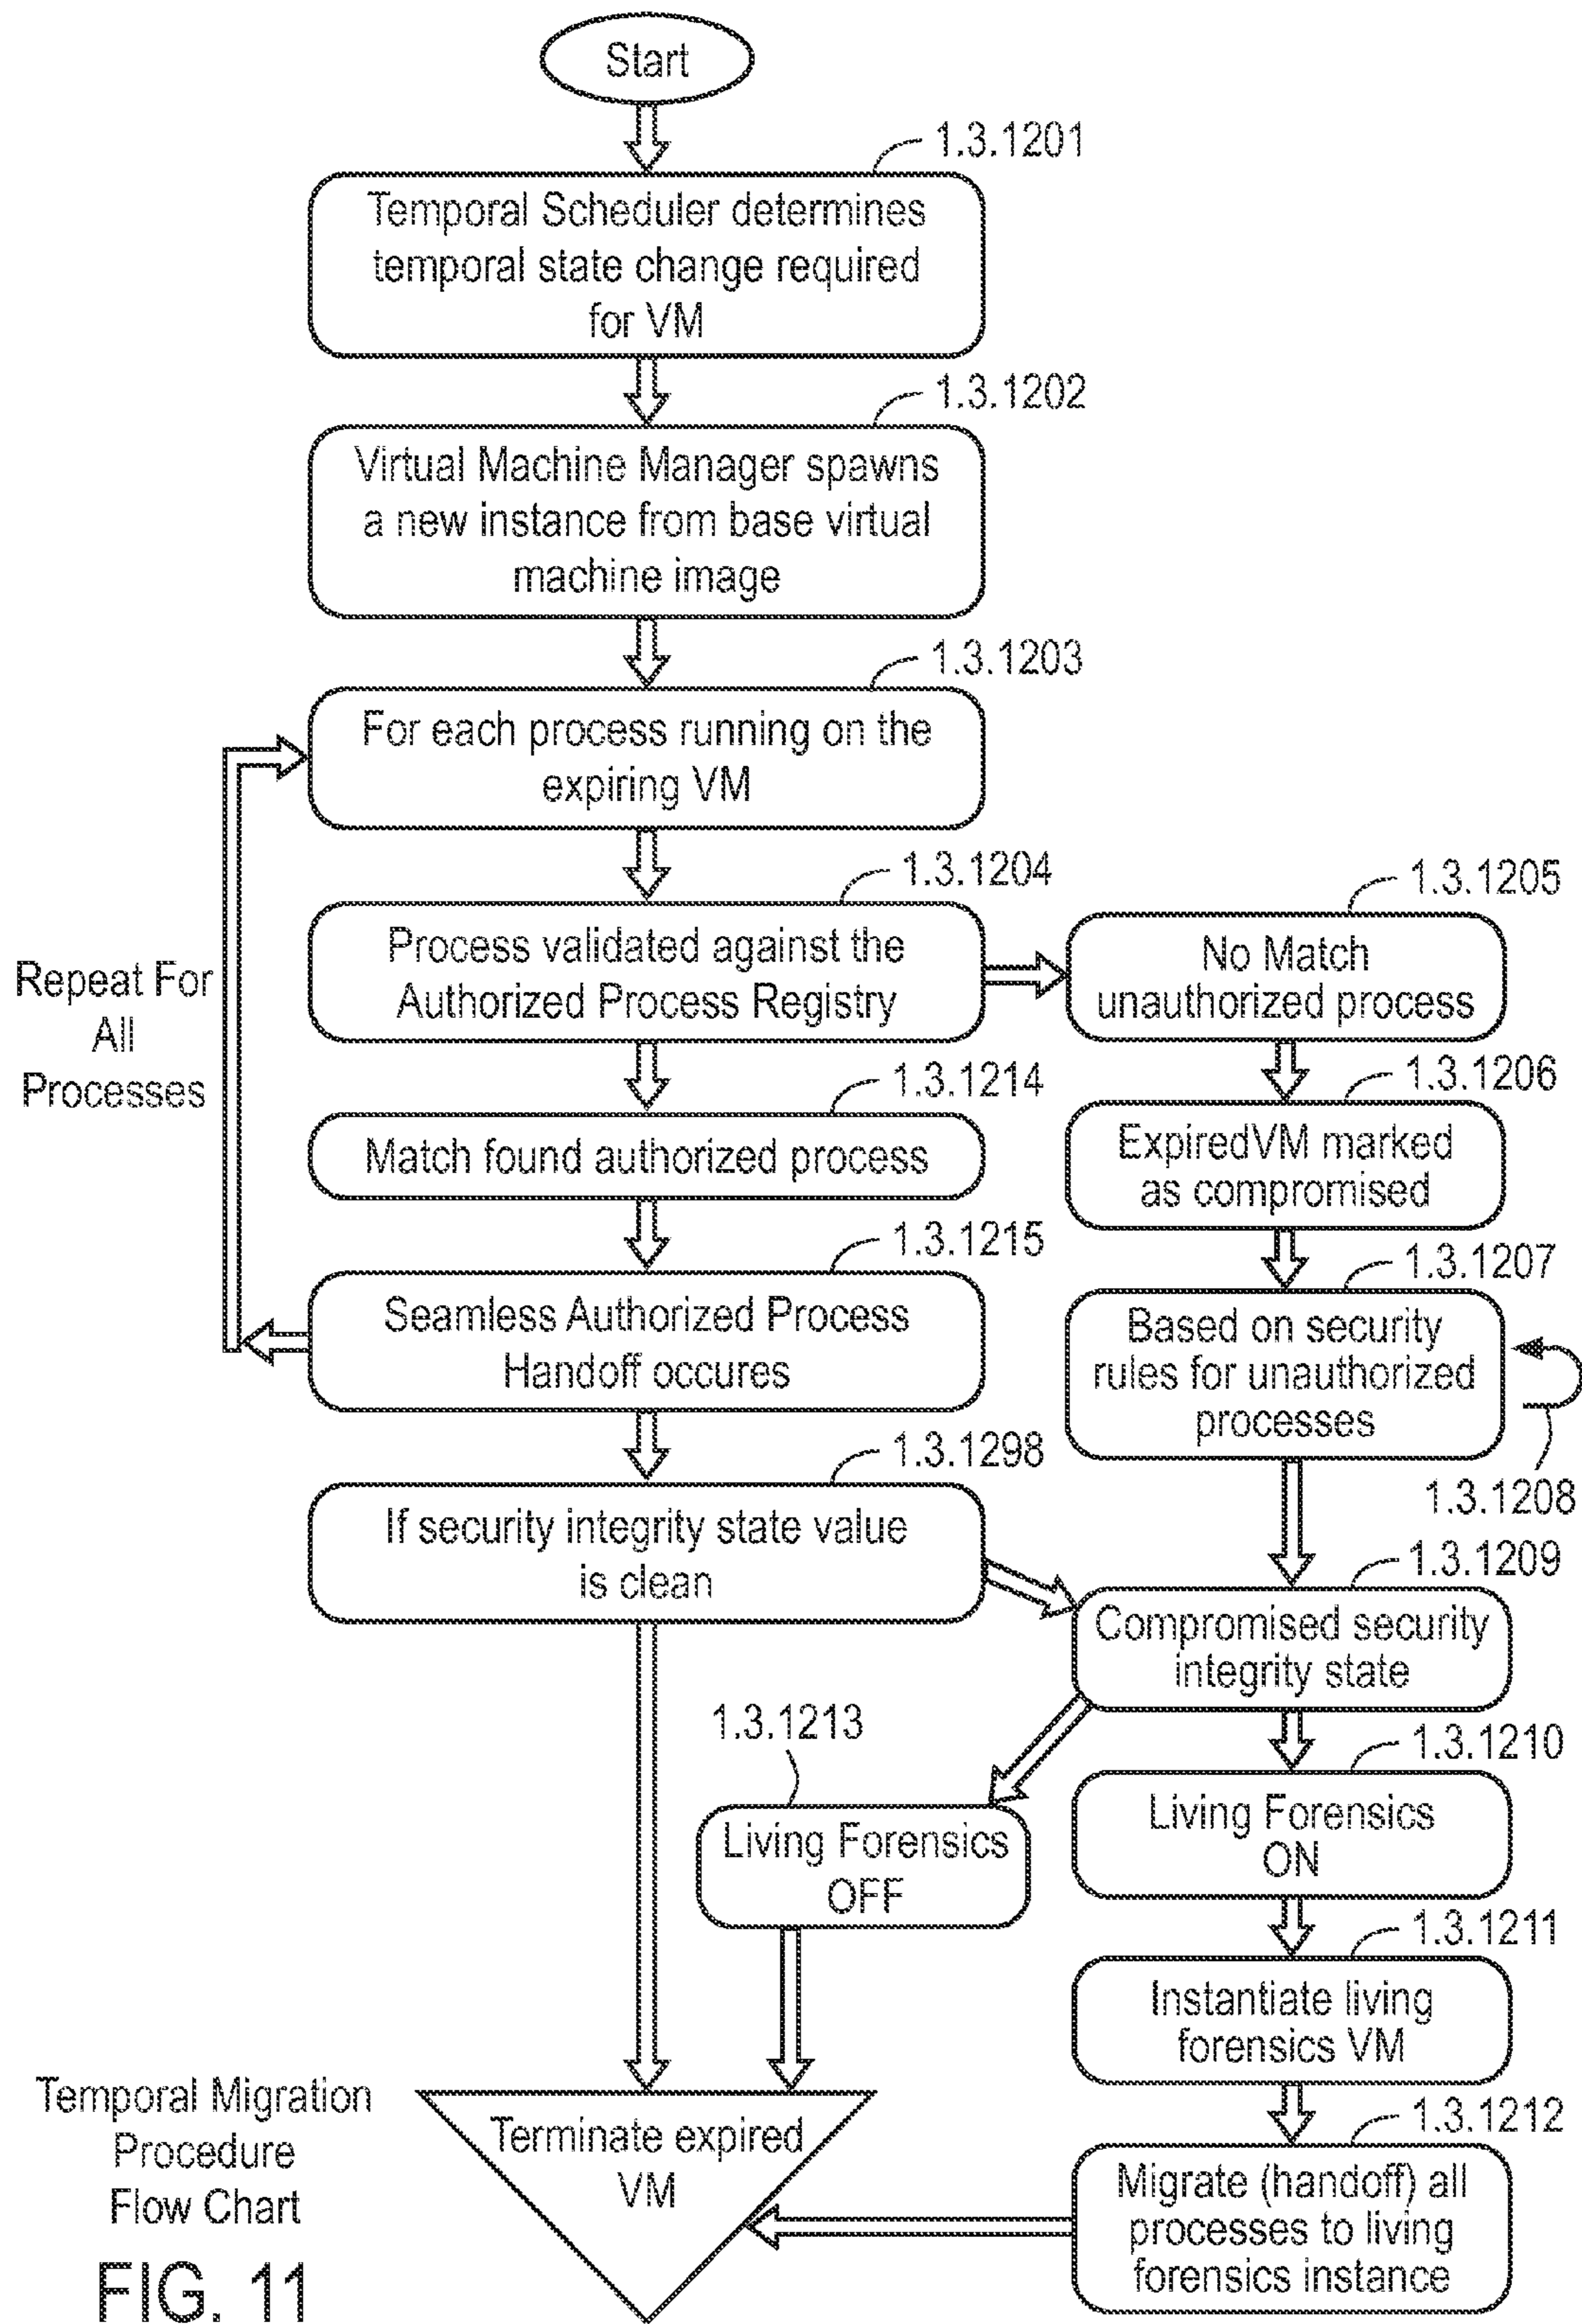 Start
1.3.1201
Temporal Scheduler determines
temporal state change required
for VM
1.3.1202
Virtual Machine Manager spawns
a new instance from base virtual
machine image
1.3.1203
For each process running on the
expiring VM
1.3.1204
Process validated against the
Authorized Process Registry
1.3.1205
No Match
unauthorized process
Repeat For
All
Processes
1.3.1214
Match found authorized process
1.3.1206
ExpiredVM marked
as compromised
1.3.1215
Seamless Authorized Process
Handoff occures
1.3.1207
Based on security
rules for unauthorized
processes
1.3.1208
1.3.1298
If security integrity state value
is clean
1.3.1209
Compromised security
integrity state
1.3.1213
Living Forensics
OFF
1.3.1210
Living Forensics
ON
1.3.1211
Instantiate living
forensics VM
1.3.1212
Migrate (handoff) all
processes to living
forensics instance
Terminate expired
VM
Temporal Migration
Procedure
Flow Chart
FIG. 11